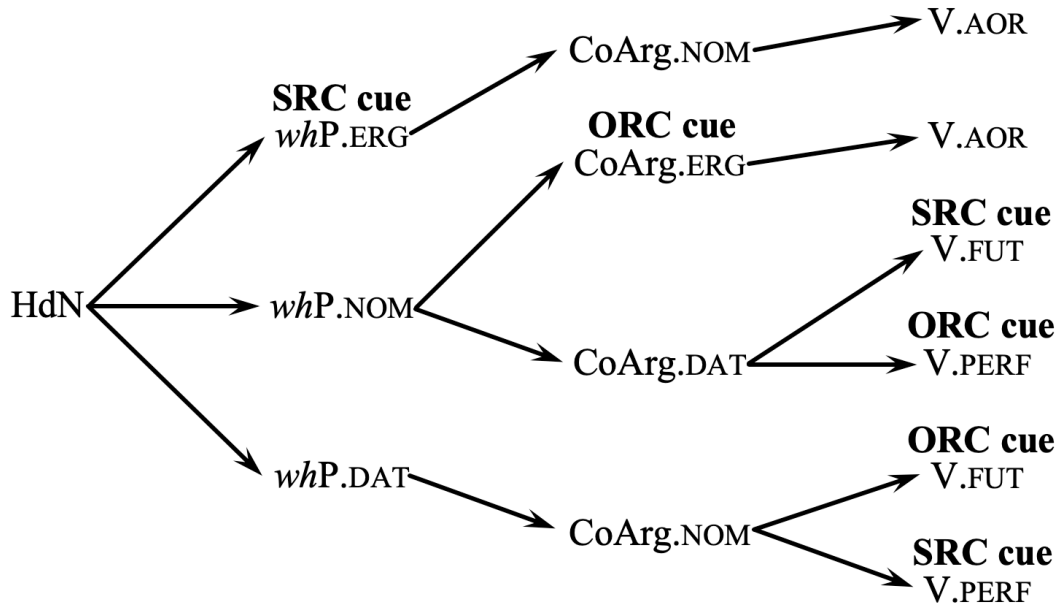 V.AOR
CoArg.NOM
SRC cue
whP.ERG
ORC cue
CoArg.ERG
V.AOR
SRC cue
V.FUT
HdN
whP.NOM
ORC cue
V.PERF
CoArg.DAT
ORC cue
V.FUT
whP.DAT
CoArg.NOM
SRC cue
V.PERF